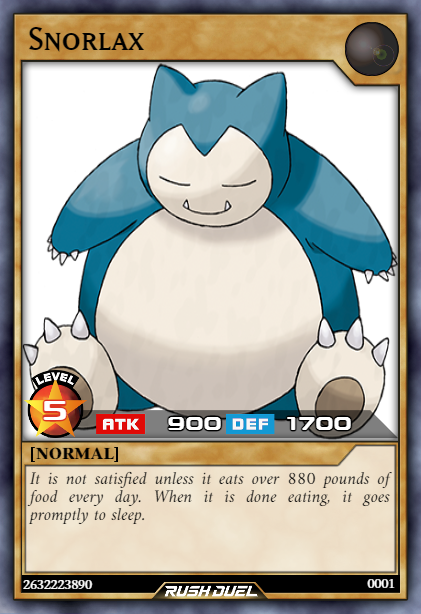 Snorlax
LEVEL
5
ATK 900 DEF 1700
[NORMAL]
It is not satisfied unless it eats over 880 pounds of
food every day. When it is done eating, it goes
promptly to sleep.
2632223890 0001
RUSH DUEL